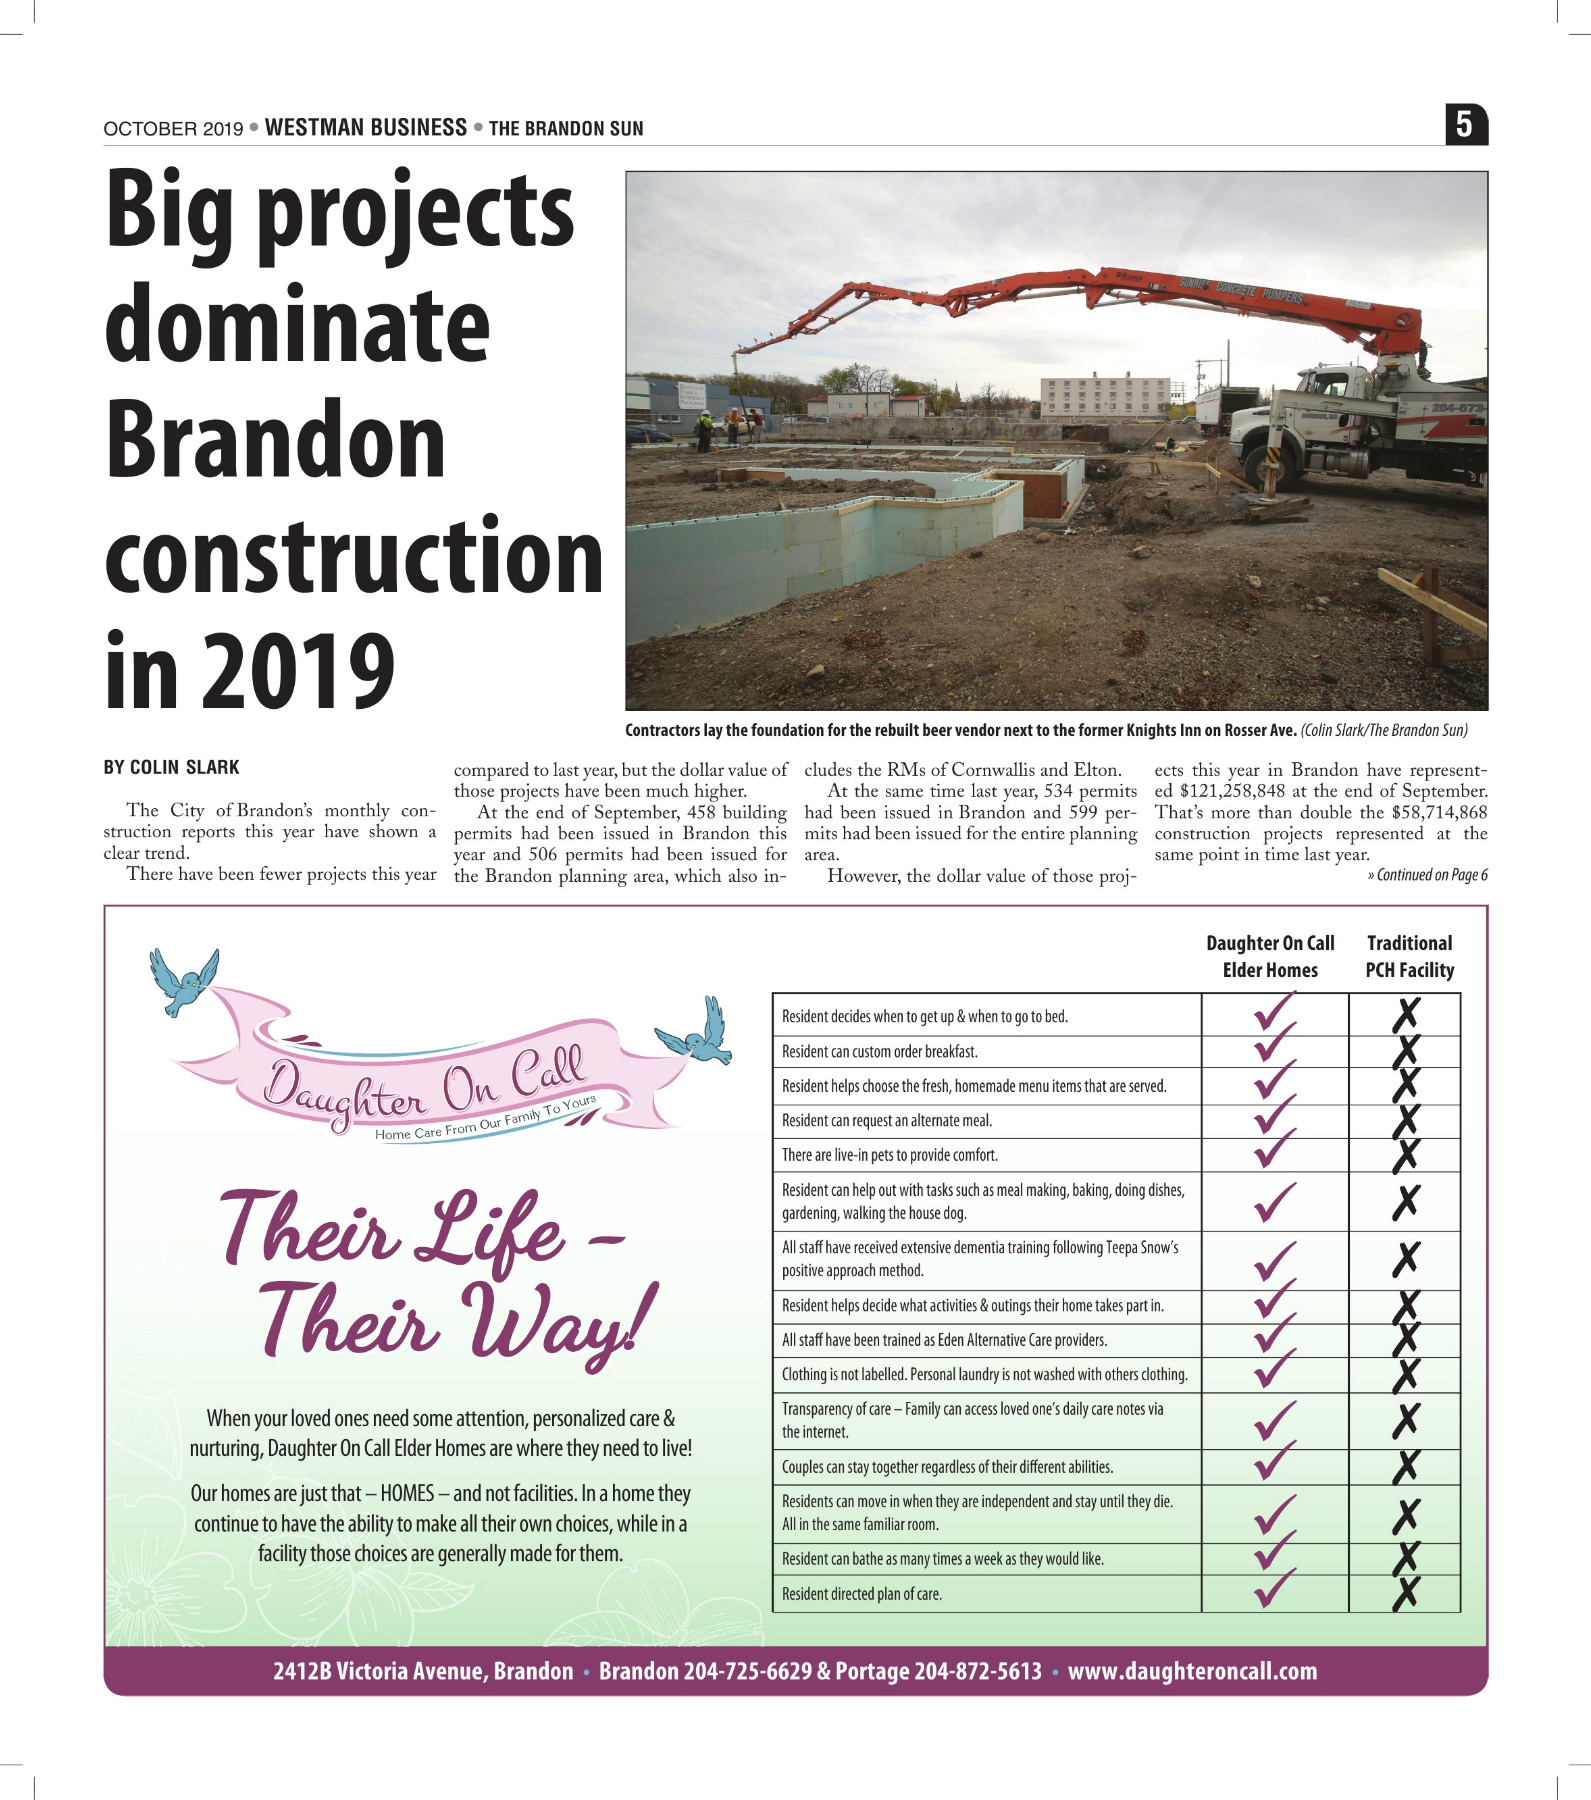 OCTOBER 2019 • WESTMAN BUSINESS • THE BRANDON SUN
5
Big projects
dominate
Brandon
construction
in 2019
SUNRISE CONCRETE PUMPERS
204-573-
Contractors lay the foundation for the rebuilt beer vendor next to the former Knights Inn on Rosser Ave. (Colin Slark/The Brandon Sun)
BY COLIN SLARK
The City of Brandon's monthly con-
struction reports this year have shown a
clear trend.
There have been fewer projects this year
compared to last year, but the dollar value of
those projects have been much higher.
At the end of September, 458 building
permits had been issued in Brandon this
year and 506 permits had been issued for
the Brandon planning area, which also in-
cludes the RMs of Cornwallis and Elton.
At the same time last year, 534 permits
had been issued in Brandon and 599 per-
mits had been issued for the entire planning
area.
However, the dollar value of those proj-
ects this year in Brandon have represent-
ed $121,258,848 at the end of September.
That's more than double the $58,714,868
construction projects represented at the
same point in time last year.
» Continued on Page 6
Daughter On Call
Home Care From Our Family To Yours
Their Life –
Their Way!
When your loved ones need some attention, personalized care &
nurturing, Daughter On Call Elder Homes are where they need to live!
Our homes are just that – HOMES – and not facilities. In a home they
continue to have the ability to make all their own choices, while in a
facility those choices are generally made for them.
Daughter On Call
Elder Homes
Traditional
PCH Facility
Resident decides when to get up & when to go to bed. ✓ ✗
Resident can custom order breakfast. ✓ ✗
Resident helps choose the fresh, homemade menu items that are served. ✓ ✗
Resident can request an alternate meal. ✓ ✗
There are live-in pets to provide comfort. ✓ ✗
Resident can help out with tasks such as meal making, baking, doing dishes,
gardening, walking the house dog. ✓ ✗
All staff have received extensive dementia training following Teepa Snow's
positive approach method. ✓ ✗
Resident helps decide what activities & outings their home takes part in. ✓ ✗
All staff have been trained as Eden Alternative Care providers. ✓ ✗
Clothing is not labelled. Personal laundry is not washed with others clothing. ✓ ✗
Transparency of care – Family can access loved one's daily care notes via
the internet. ✓ ✗
Couples can stay together regardless of their different abilities. ✓ ✗
Residents can move in when they are independent and stay until they die.
All in the same familiar room. ✓ ✗
Resident can bathe as many times a week as they would like. ✓ ✗
Resident directed plan of care. ✓ ✗
2412B Victoria Avenue, Brandon • Brandon 204-725-6629 & Portage 204-872-5613 • www.daughteroncall.com